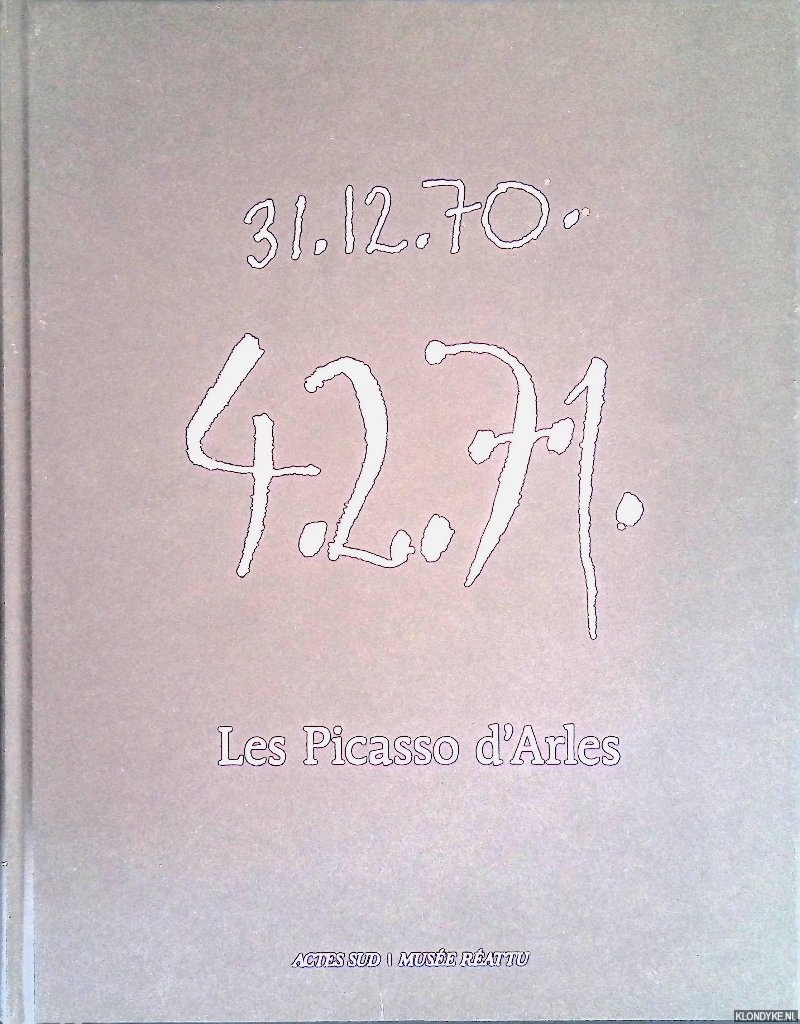 31.12.70.
4.2.71.
Les Picasso d'Arles
ACTES SUD | MUSÉE RÉATTU
KLONDYKE.NL